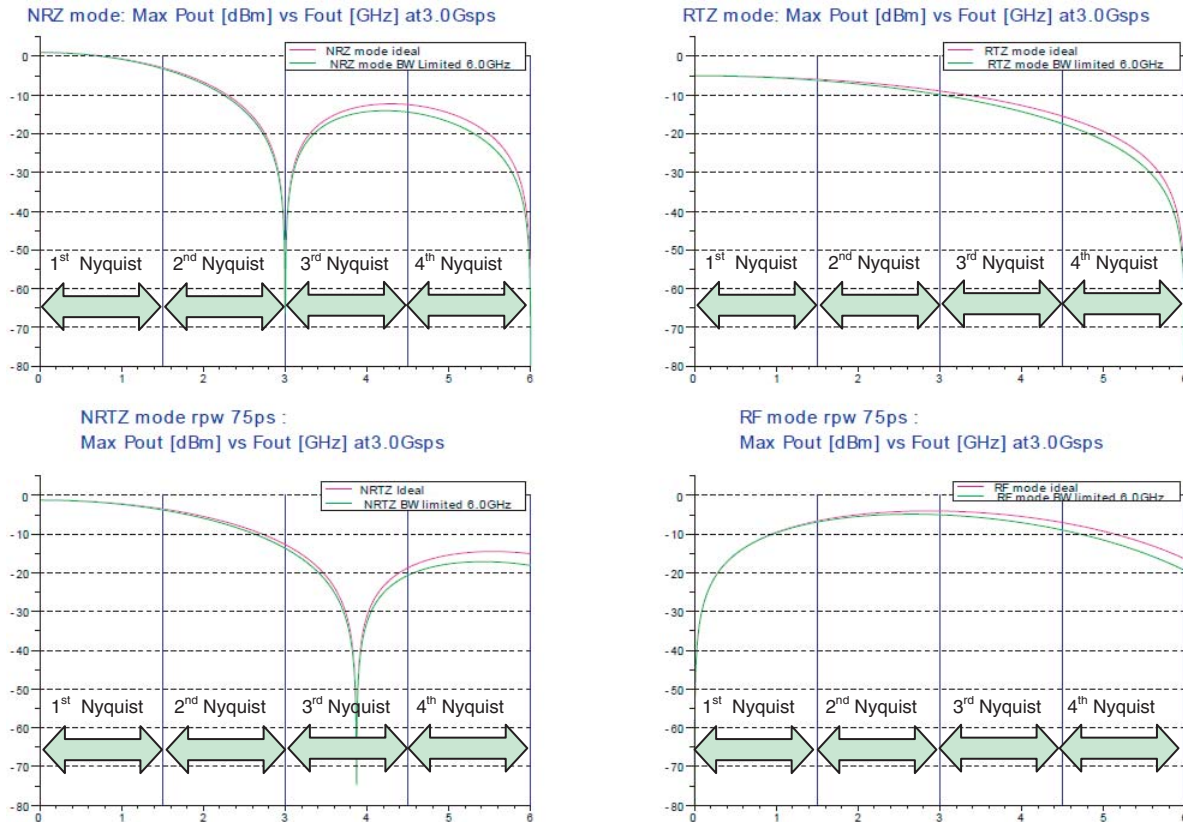 NRZ mode: Max Pout [dBm] vs Fout [GHz] at3.0Gsps
NRZ mode ideal
NRZ mode BW Limited 6.0GHz
0
-10
-20
-30
-40
-50
-60
-70
-80
1st Nyquist
2nd Nyquist
3rd Nyquist
4th Nyquist
0 1 2 3 4 5 6
RTZ mode: Max Pout [dBm] vs Fout [GHz] at3.0Gsps
RTZ mode ideal
RTZ mode BW Limited 6.0GHz
0
-10
-20
-30
-40
-50
-60
-70
-80
1st Nyquist
2nd Nyquist
3rd Nyquist
4th Nyquist
0 1 2 3 4 5 6
NRTZ mode rpw 75ps :
Max Pout [dBm] vs Fout [GHz] at3.0Gsps
NRTZ Ideal
NRTZ BW limited 6.0GHz
0
-10
-20
-30
-40
-50
-60
-70
-80
1st Nyquist
2nd Nyquist
3rd Nyquist
4th Nyquist
0 1 2 3 4 5 6
RF mode rpw 75ps :
Max Pout [dBm] vs Fout [GHz] at3.0Gsps
RF mode ideal
RF mode BW limited 6.0GHz
0
-10
-20
-30
-40
-50
-60
-70
-80
1st Nyquist
2nd Nyquist
3rd Nyquist
4th Nyquist
0 1 2 3 4 5 6